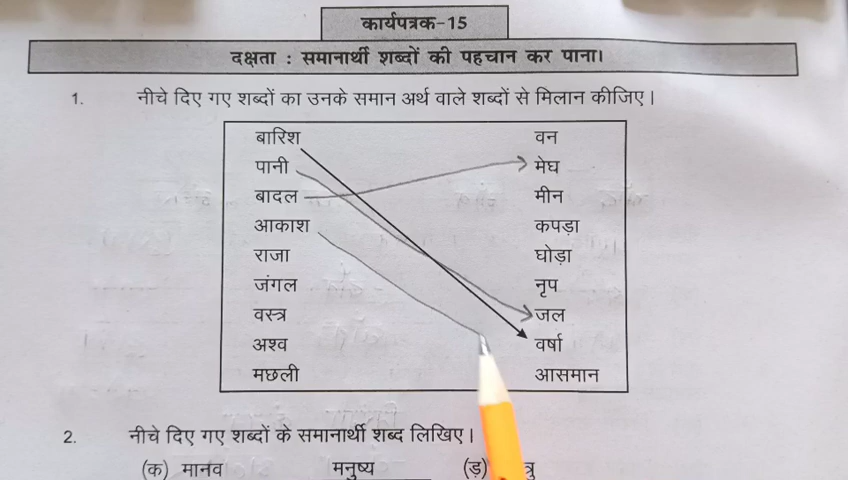 कार्यपत्रक-15
दक्षता : समानार्थी शब्दों की पहचान कर पाना।
1. नीचे दिए गए शब्दों का उनके समान अर्थ वाले शब्दों से मिलान कीजिए।
बारिश वन
पानी मेघ
बादल मीन
आकाश कपड़ा
राजा घोड़ा
जंगल नृप
वस्त्र जल
अश्व वर्षा
मछली आसमान
2. नीचे दिए गए शब्दों के समानार्थी शब्द लिखिए।
(क) मानव मनुष्य (ड़)